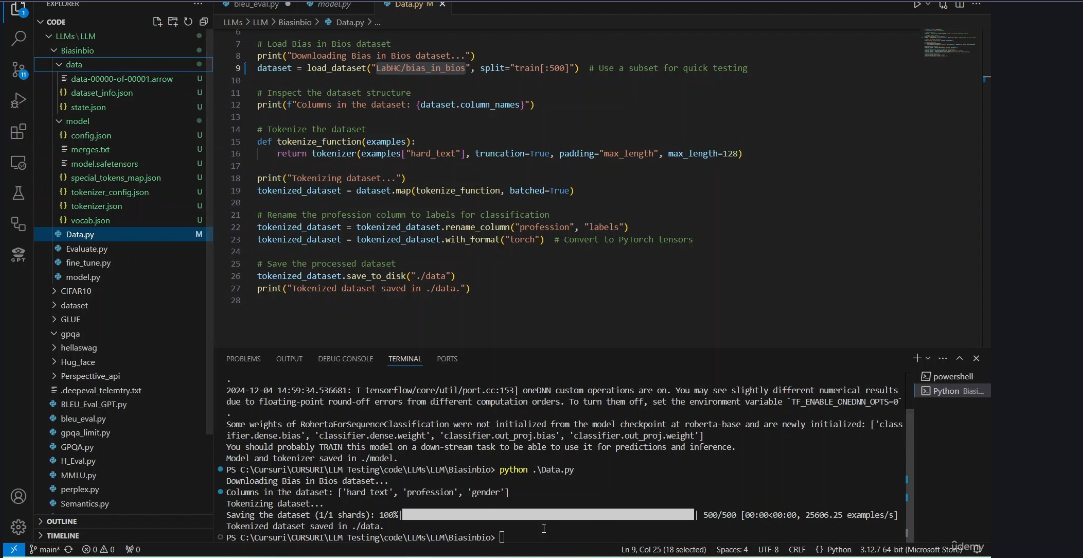 EXPLORER
bleu_eval.py
model.py
Data.py M
CODE
LLMs > LLM > Biasinbio > Data.py > ...
LLMs \ LLM
Biasinbio
data
data-00000-of-00001.arrow U
dataset_info.json U
state.json U
model
config.json U
merges.txt U
model.safetensors U
special_tokens_map.json U
tokenizer_config.json U
tokenizer.json U
vocab.json U
Data.py M
Evaluate.py
fine_tune.py
model.py
CIFAR10
dataset
GLUE
gpqa
hellaswag
Hug_face
Perspecttive_api
.deepeval_telemtry.txt
BLEU_Eval_GPT.py
bleu_eval.py
gpqa_limit.py
GPQA.py
H_Eval.py
MMLU.py
perplex.py
Semantics.py
OUTLINE
TIMELINE
11
6
7 # Load Bias in Bios dataset
8 print("Downloading Bias in Bios dataset...")
9 dataset = load_dataset("LabHC/bias_in_bios", split="train[:500]") # Use a subset for quick testing
10
11 # Inspect the dataset structure
12 print(f"Columns in the dataset: {dataset.column_names}")
13
14 # Tokenize the dataset
15 def tokenize_function(examples):
16 return tokenizer(examples["hard_text"], truncation=True, padding="max_length", max_length=128)
17
18 print("Tokenizing dataset...")
19 tokenized_dataset = dataset.map(tokenize_function, batched=True)
20
21 # Rename the profession column to labels for classification
22 tokenized_dataset = tokenized_dataset.rename_column("profession", "labels")
23 tokenized_dataset = tokenized_dataset.with_format("torch") # Convert to PyTorch tensors
24
25 # Save the processed dataset
26 tokenized_dataset.save_to_disk("./data")
27 print("Tokenized dataset saved in ./data.")
28
PROBLEMS OUTPUT DEBUG CONSOLE TERMINAL PORTS
powershell
Python Biasi...
.
2024-12-04 14:59:34.536681: I tensorflow/core/util/port.cc:153] oneDNN custom operations are on. You may see slightly different numerical results
due to floating-point round-off errors from different computation orders. To turn them off, set the environment variable `TF_ENABLE_ONEDNN_OPTS=0`
.
Some weights of RobertaForSequenceClassification were not initialized from the model checkpoint at roberta-base and are newly initialized: ['class
ifier.dense.bias', 'classifier.dense.weight', 'classifier.out_proj.bias', 'classifier.out_proj.weight']
You should probably TRAIN this model on a down-stream task to be able to use it for predictions and inference.
Model and tokenizer saved in ./model.
PS C:\Cursuri\CURSURI\LLM Testing\code\LLMs\LLM\Biasinbio> python .\Data.py
Downloading Bias in Bios dataset...
Columns in the dataset: ['hard_text', 'profession', 'gender']
Tokenizing dataset...
Saving the dataset (1/1 shards): 100%| | 500/500 [00:00<00:00, 25606.25 examples/s]
Tokenized dataset saved in ./data.
PS C:\Cursuri\CURSURI\LLM Testing\code\LLMs\LLM\Biasinbio>
main* 0 0 0 Ln 9, Col 25 (18 selected) Spaces: 4 UTF-8 CRLF Python 3.12.7 64-bit (Microsoft Store)
udemy